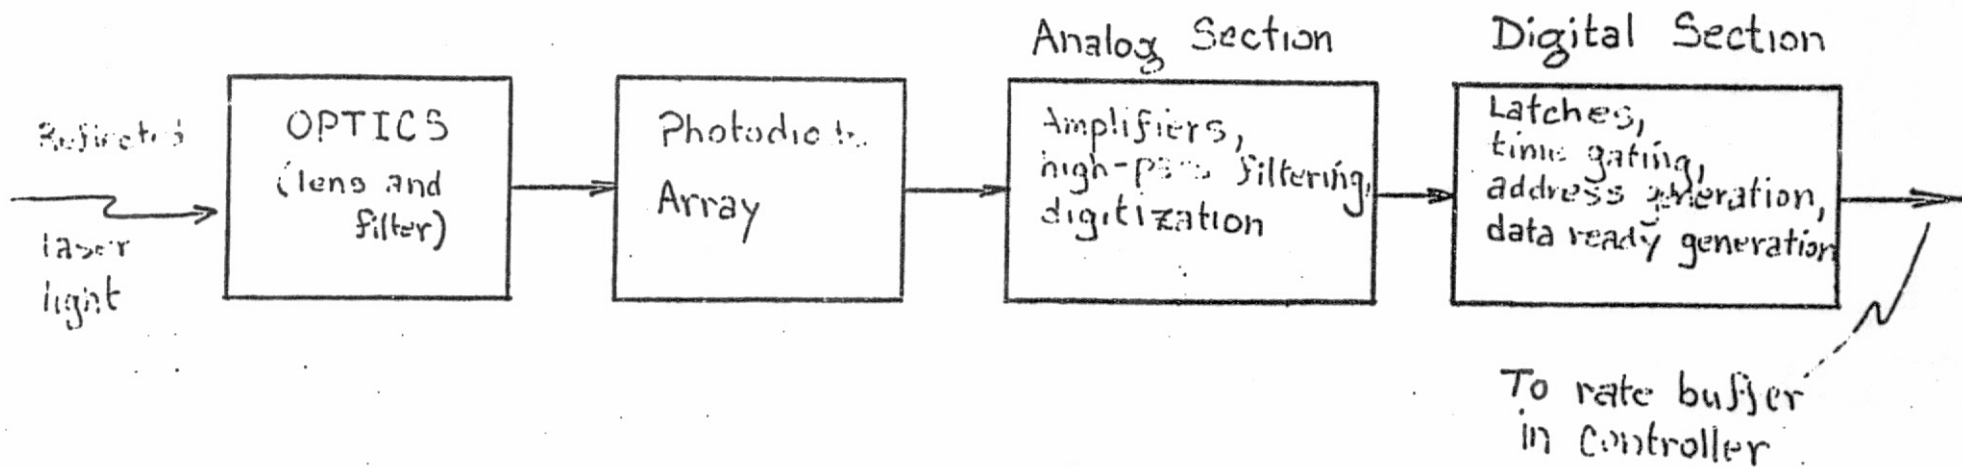 Analog Section
Digital Section
Reflected
laser
light
OPTICS
(lens and
filter)
Photodiode
Array
Amplifiers,
high-pass filtering,
digitization
Latches,
time gating,
address generation,
data ready generation
To rate buffer
in controller